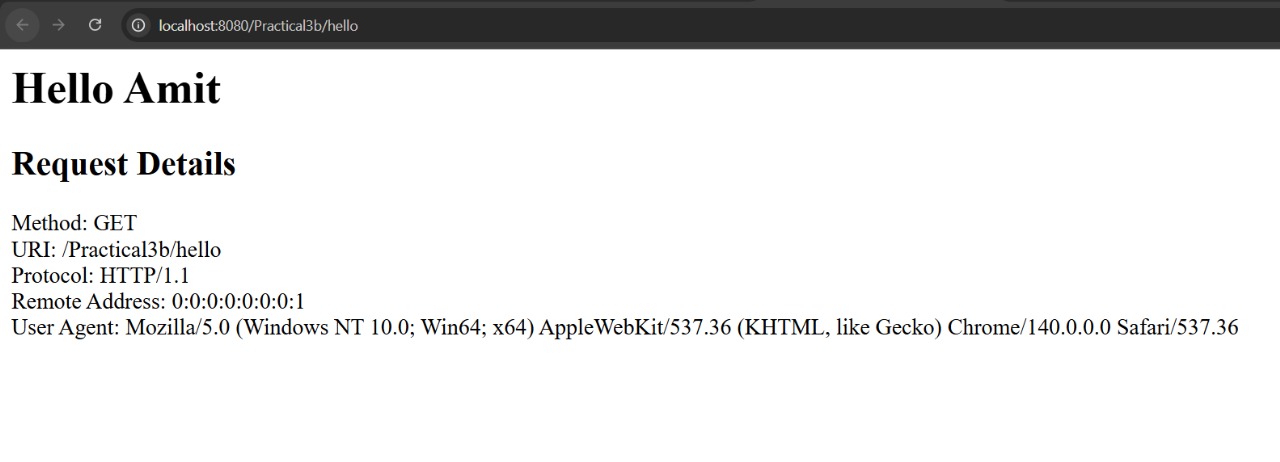 localhost:8080/Practical3b/hello
Hello Amit
Request Details
Method: GET
URI: /Practical3b/hello
Protocol: HTTP/1.1
Remote Address: 0:0:0:0:0:0:0:1
User Agent: Mozilla/5.0 (Windows NT 10.0; Win64; x64) AppleWebKit/537.36 (KHTML, like Gecko) Chrome/140.0.0.0 Safari/537.36